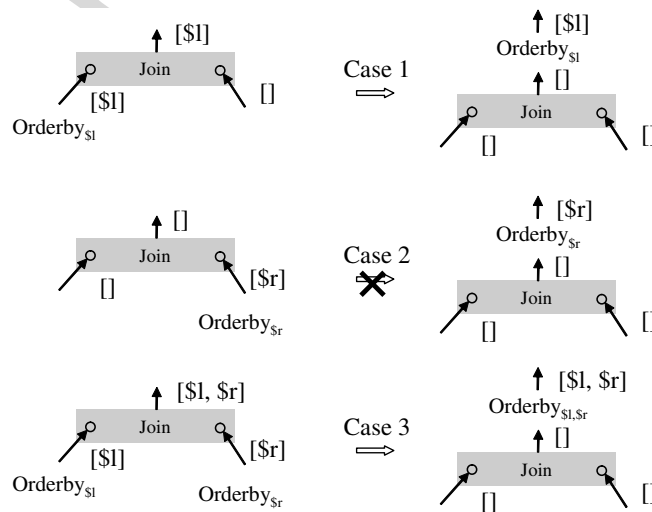 [$l]
Join
[$l]
[]
Orderby$l
Case 1
[$l]
Orderby$l
[]
Join
[]
[]
[]
Join
[]
[$r]
Orderby$r
Case 2
[$r]
Orderby$r
[]
Join
[]
[]
[$l, $r]
Join
[$l]
[$r]
Orderby$l
Orderby$r
Case 3
[$l, $r]
Orderby$l,$r
[]
Join
[]
[]